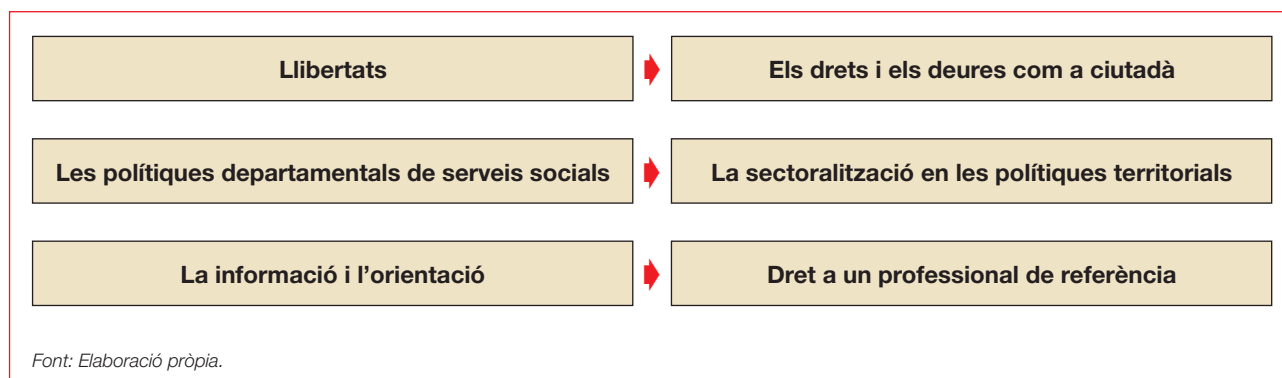 Llibertats
Els drets i els deures com a ciutadà
Les polítiques departamentals de serveis socials
La sectoralització en les polítiques territorials
La informació i l’orientació
Dret a un professional de referència
Font: Elaboració pròpia.